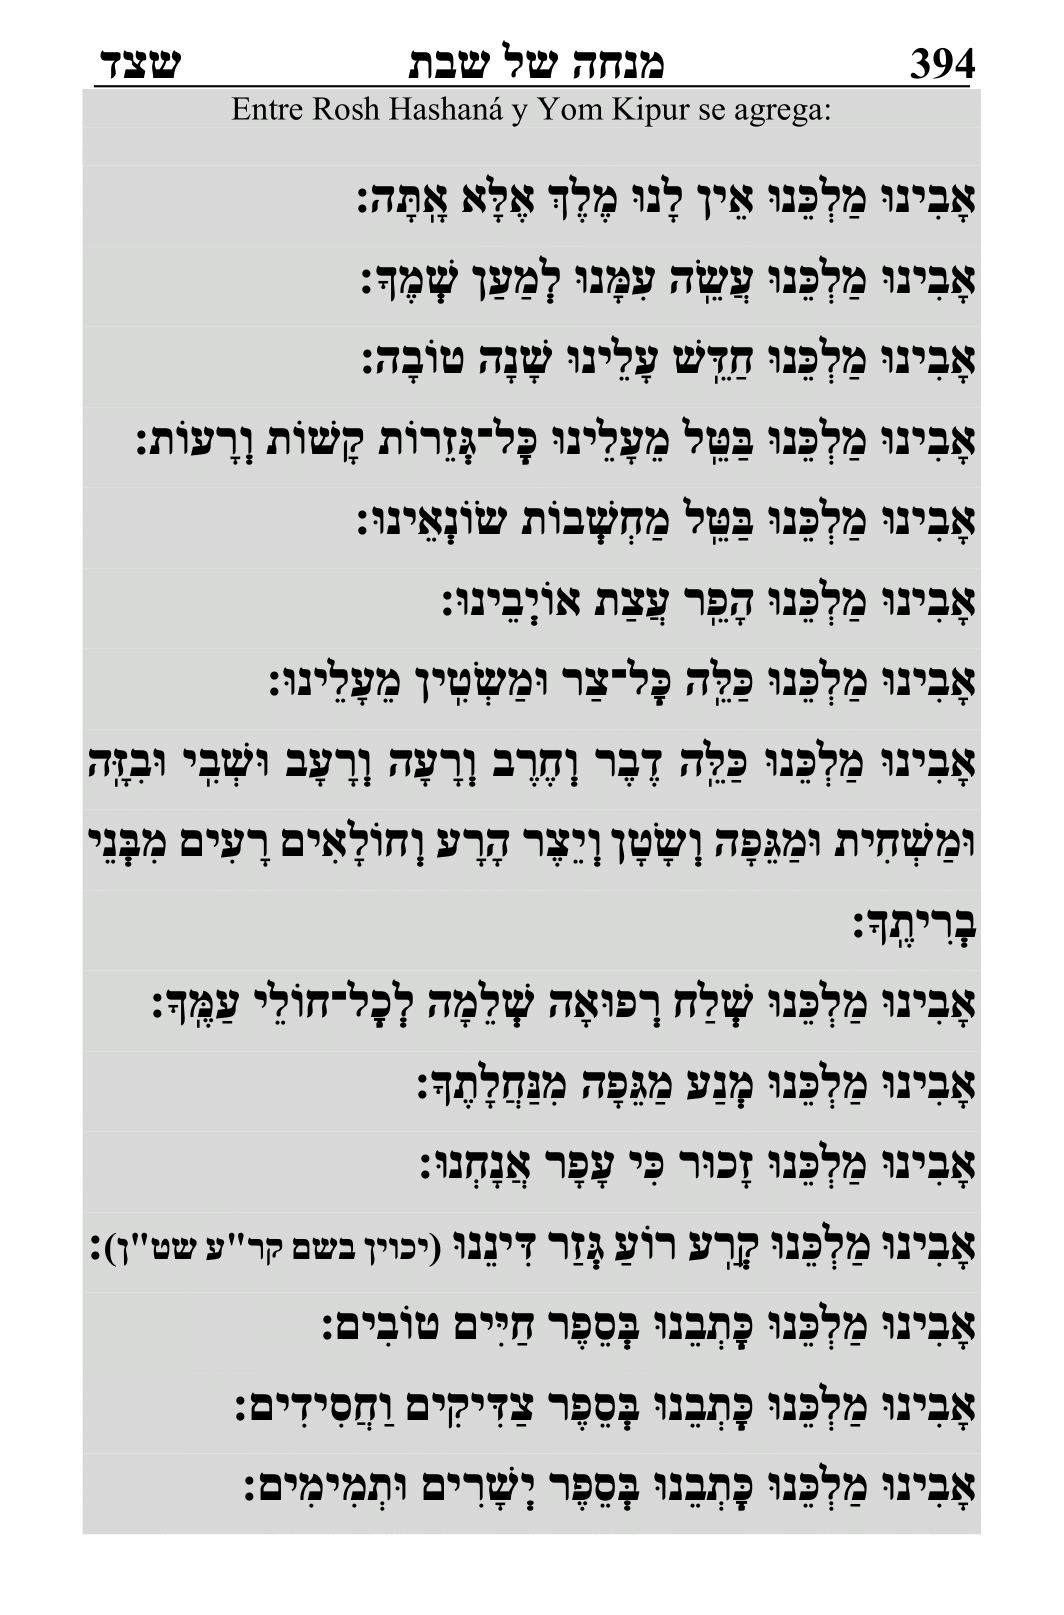 394 מנחה של שבת שצד
Entre Rosh Hashaná y Yom Kipur se agrega:
אָבִינוּ מַלְכֵּנוּ אֵין לָנוּ מֶלֶךְ אֶלָּא אָֽתָּה:
אָבִינוּ מַלְכֵּנוּ עֲשֵֽׂה עִמָּנוּ לְמַעַן שְׁמֶךָ:
אָבִינוּ מַלְכֵּנוּ חַדֵּֽשׁ עָלֵינוּ שָׁנָה טוֹבָה:
אָבִינוּ מַלְכֵּנוּ בַּטֵּֽל מֵעָלֵינוּ כׇּל־גְּזֵרוֹת קָשׁוֹת וְרָעוֹת:
אָבִינוּ מַלְכֵּנוּ בַּטֵּֽל מַחְשְׁבוֹת שׂוֹנְאֵינוּ:
אָבִינוּ מַלְכֵּנוּ הָפֵֽר עֲצַת אוֹיְבֵינוּ:
אָבִינוּ מַלְכֵּנוּ כַּלֵּֽה כׇּל־צַר וּמַשְׂטִֽין מֵעָלֵינוּ:
אָבִינוּ מַלְכֵּנוּ כַּלֵּֽה דֶבֶר וְחֶרֶב וְרָעָה וְרָעָב וּשְׁבִֽי וּבִזָּֽה
וּמַשְׁחִית וּמַגֵּפָה וְשָׂטָן וְיֵצֶר הָרָע וְחוֹלָאִים רָעִים מִבְּנֵי
בְרִיתֶֽךָ:
אָבִינוּ מַלְכֵּנוּ שְׁלַח רְפוּאָה שְׁלֵמָה לְכׇל־חוֹלֵי עַמֶּֽךָ:
אָבִינוּ מַלְכֵּנוּ מְנַע מַגֵּפָה מִנַּחֲלָתֶךָ:
אָבִינוּ מַלְכֵּנוּ זָכוּר כִּי עָפָר אֲנָחְנוּ:
אָבִינוּ מַלְכֵּנוּ קְרַֽע רוֹעַ גְּזַר דִּינֵנוּ (יכוין בשם קר"ע שט"ן):
אָבִינוּ מַלְכֵּנוּ כׇּתְבֵנוּ בְּסֵפֶר חַיִּים טוֹבִים:
אָבִינוּ מַלְכֵּנוּ כׇּתְבֵנוּ בְּסֵפֶר צַדִּיקִים וַחֲסִידִים:
אָבִינוּ מַלְכֵּנוּ כׇּתְבֵנוּ בְּסֵפֶר יְשָׁרִים וּתְמִימִים: